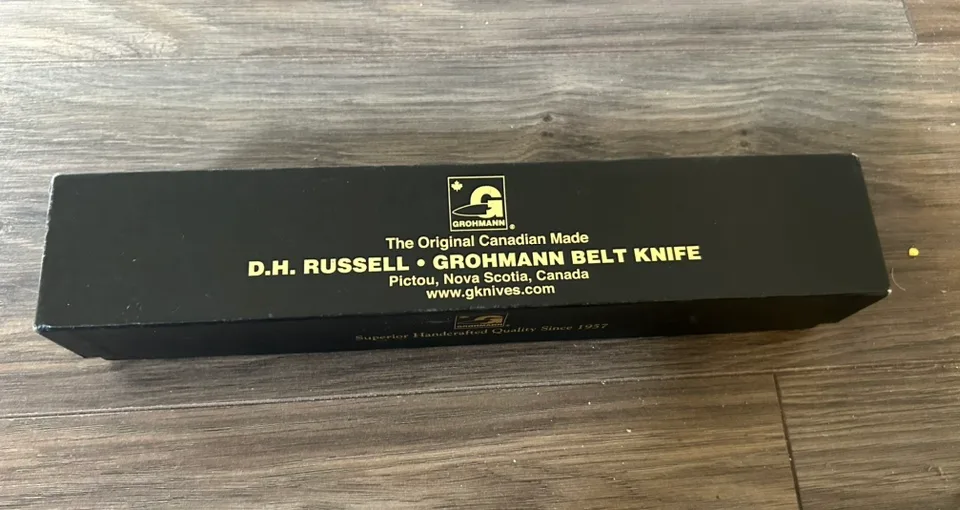 G
GROHMANN®
The Original Canadian Made
D.H. RUSSELL • GROHMANN BELT KNIFE
Pictou, Nova Scotia, Canada
www.gknives.com
GROHMANN®
Superior Handcrafted Quality Since 1957